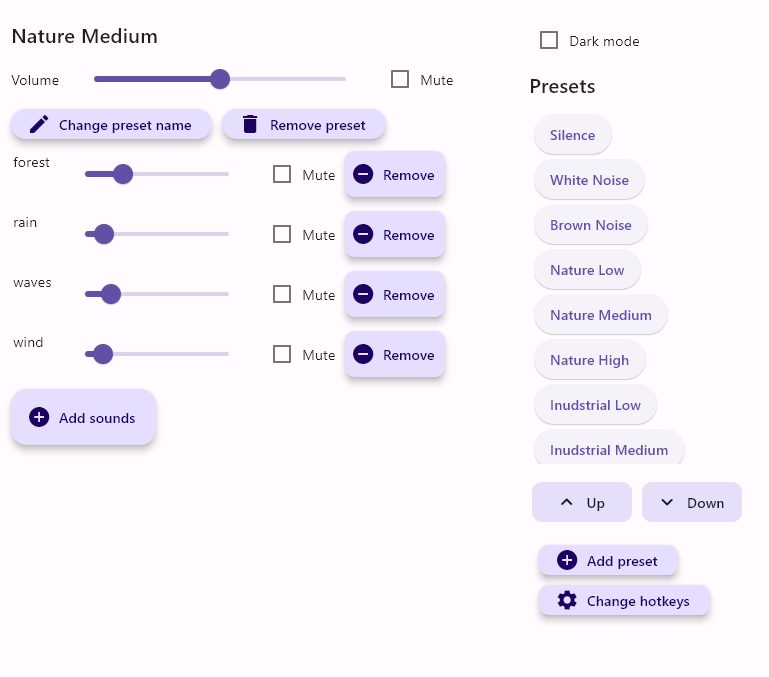 Nature Medium
Volume
Mute
Change preset name
Remove preset
forest
Mute
Remove
rain
Mute
Remove
waves
Mute
Remove
wind
Mute
Remove
Add sounds
Dark mode
Presets
Silence
White Noise
Brown Noise
Nature Low
Nature Medium
Nature High
Inudstrial Low
Inudstrial Medium
Up
Down
Add preset
Change hotkeys